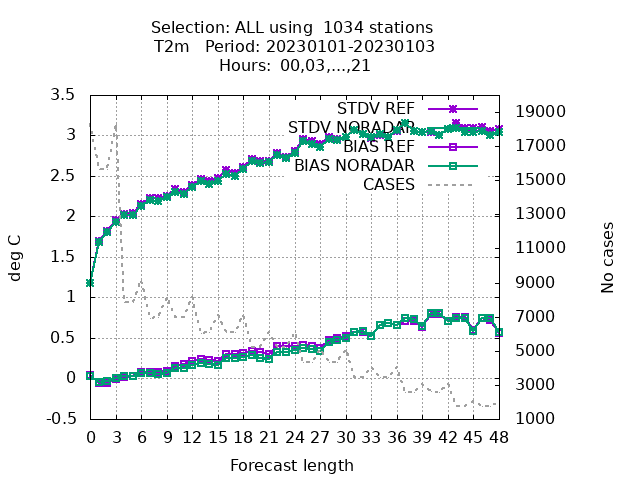 Selection: ALL using  1034 stations
T2m   Period: 20230101-20230103
Hours:  00,03,...,21
deg C
No cases
3.5
3
2.5
2
1.5
1
0.5
0
-0.5
19000
17000
15000
13000
11000
9000
7000
5000
3000
1000
STDV REF
STDV NORADAR
BIAS REF
BIAS NORADAR
CASES
0 3 6 9 12 15 18 21 24 27 30 33 36 39 42 45 48
Forecast length